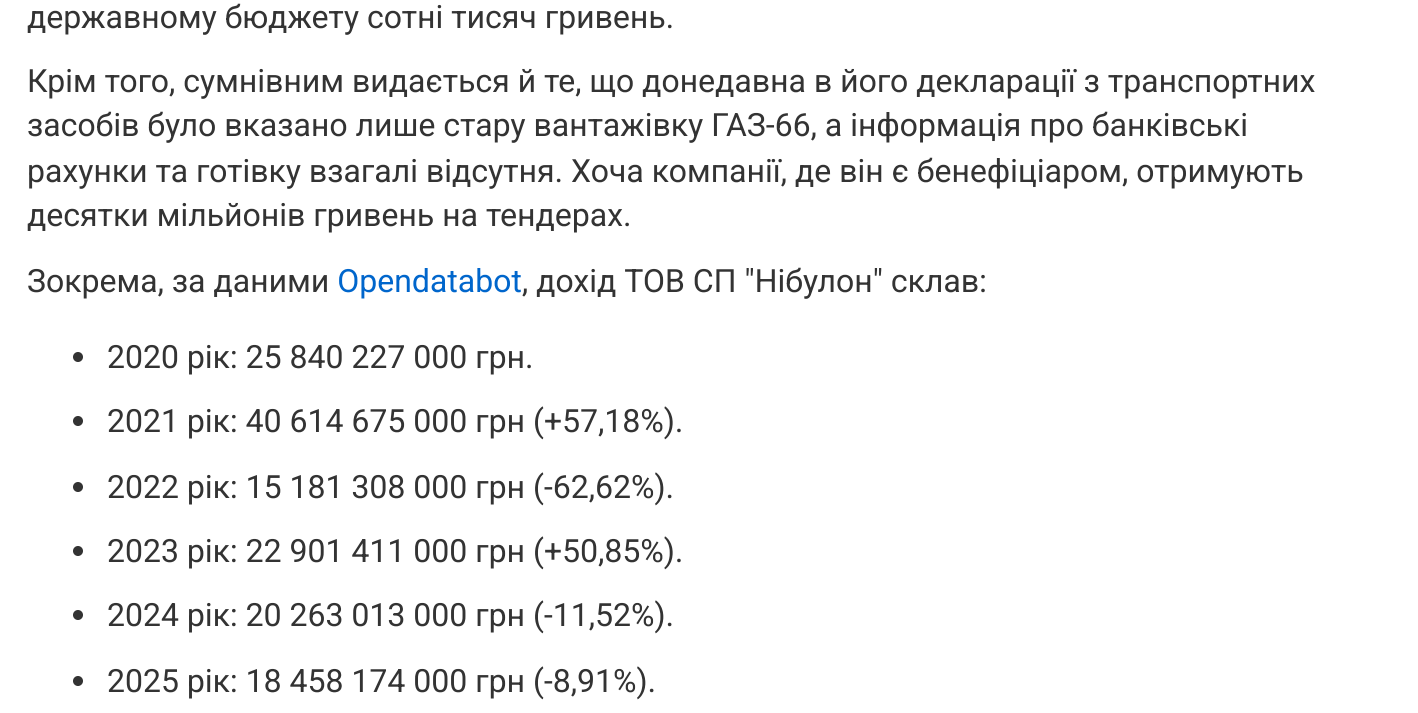 державному бюджету сотні тисяч гривень.
Крім того, сумнівним видається й те, що донедавна в його декларації з транспортних
засобів було вказано лише стару вантажівку ГАЗ-66, а інформація про банківські
рахунки та готівку взагалі відсутня. Хоча компанії, де він є бенефіціаром, отримують
десятки мільйонів гривень на тендерах.
Зокрема, за даними Opendatabot, дохід ТОВ СП "Нібулон" склав:
• 2020 рік: 25 840 227 000 грн.
• 2021 рік: 40 614 675 000 грн (+57,18%).
• 2022 рік: 15 181 308 000 грн (-62,62%).
• 2023 рік: 22 901 411 000 грн (+50,85%).
• 2024 рік: 20 263 013 000 грн (-11,52%).
• 2025 рік: 18 458 174 000 грн (-8,91%).